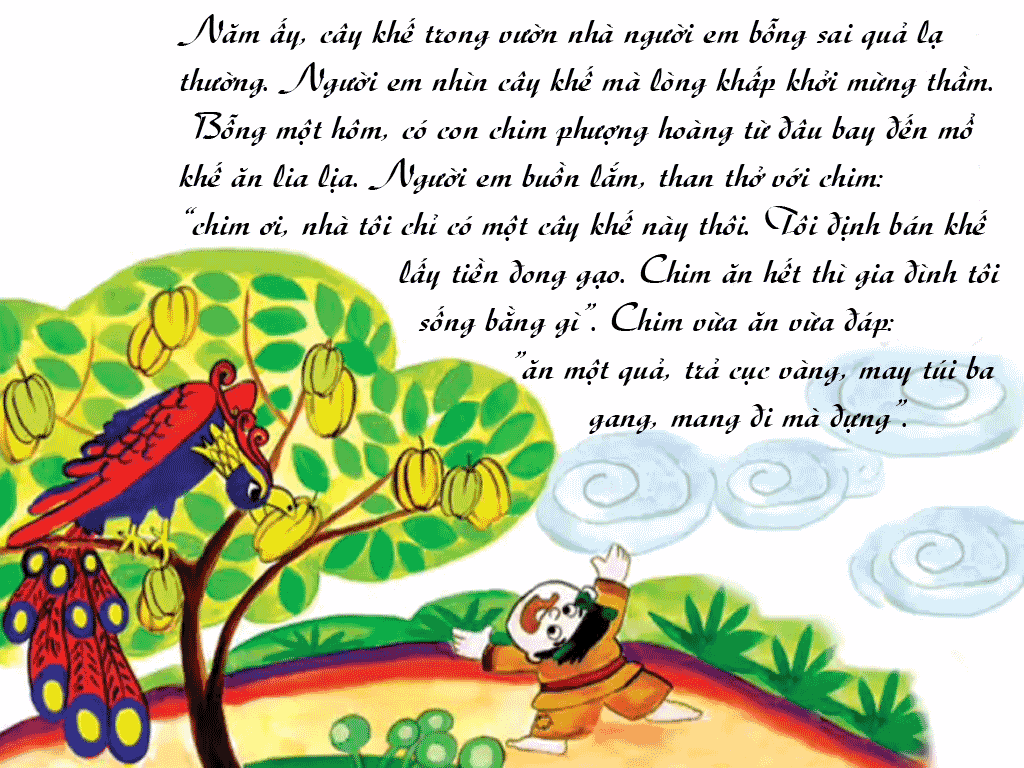 Năm ấy, cây khế trong vườn nhà người em bỗng sai quả lạ
thường. Người em nhìn cây khế mà lòng khấp khởi mừng thầm.
Bỗng một hôm, có con chim phượng hoàng từ đâu bay đến mổ
khế ăn lia lịa. Người em buồn lắm, than thở với chim:
“chim ơi, nhà tôi chỉ có một cây khế này thôi. Tôi định bán khế
lấy tiền đong gạo. Chim ăn hết thì gia đình tôi
sống bằng gì”. Chim vừa ăn vừa đáp:
”ăn một quả, trả cục vàng, may túi ba
gang, mang đi mà đựng”.